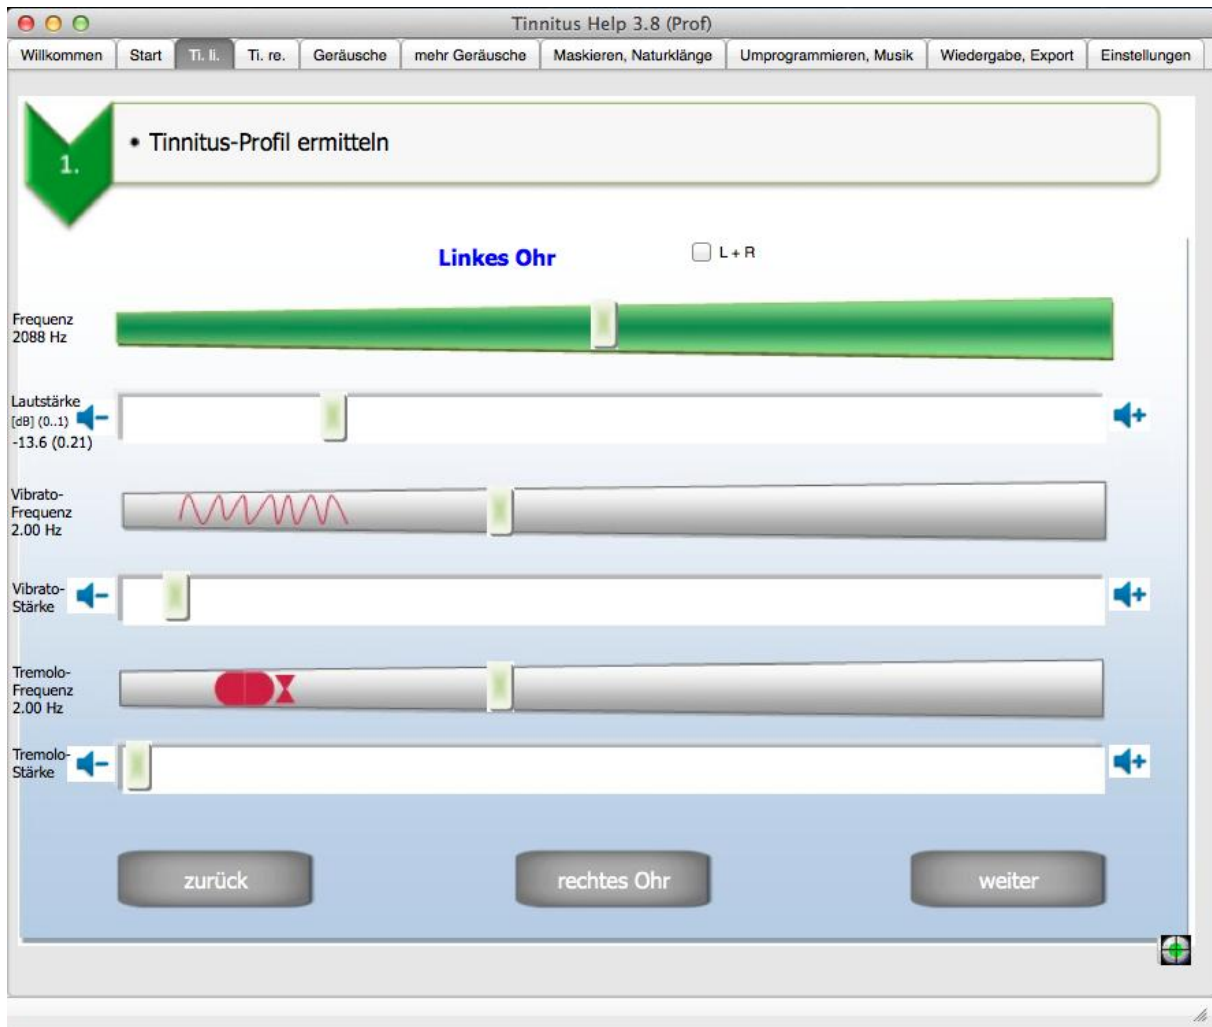 Tinnitus Help 3.8 (Prof)
Willkommen Start Ti. li. Ti. re. Geräusche mehr Geräusche Maskieren, Naturklänge Umprogrammieren, Musik Wiedergabe, Export Einstellungen
1.
• Tinnitus-Profil ermitteln
Linkes Ohr L + R
Frequenz
2088 Hz
Lautstärke
[dB] (0..1)
-13.6 (0.21)
Vibrato-
Frequenz
2.00 Hz
Vibrato-
Stärke
Tremolo-
Frequenz
2.00 Hz
Tremolo-
Stärke
zurück rechtes Ohr weiter